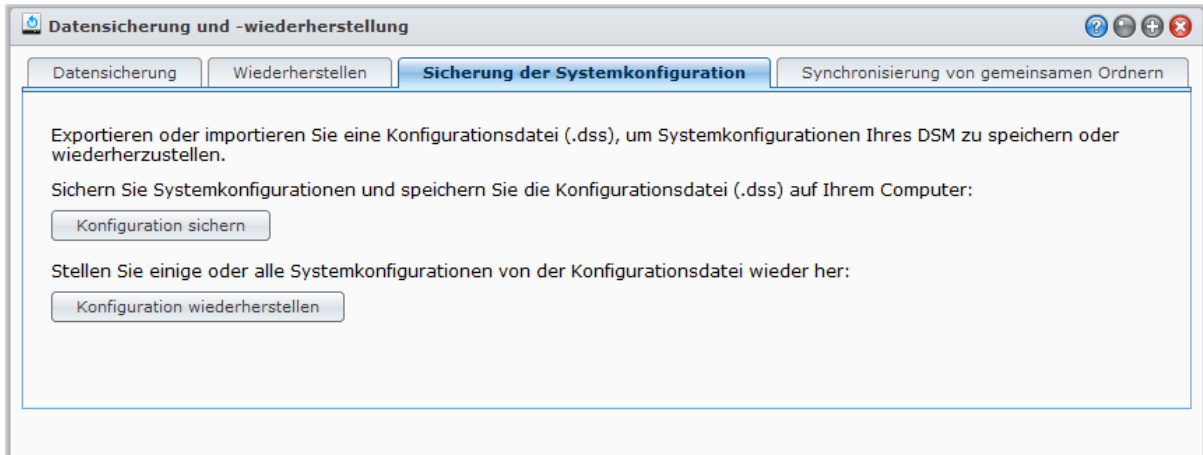 Datensicherung und -wiederherstellung
Datensicherung
Wiederherstellen
Sicherung der Systemkonfiguration
Synchronisierung von gemeinsamen Ordnern
Exportieren oder importieren Sie eine Konfigurationsdatei (.dss), um Systemkonfigurationen Ihres DSM zu speichern oder
wiederherzustellen.
Sichern Sie Systemkonfigurationen und speichern Sie die Konfigurationsdatei (.dss) auf Ihrem Computer:
Konfiguration sichern
Stellen Sie einige oder alle Systemkonfigurationen von der Konfigurationsdatei wieder her:
Konfiguration wiederherstellen